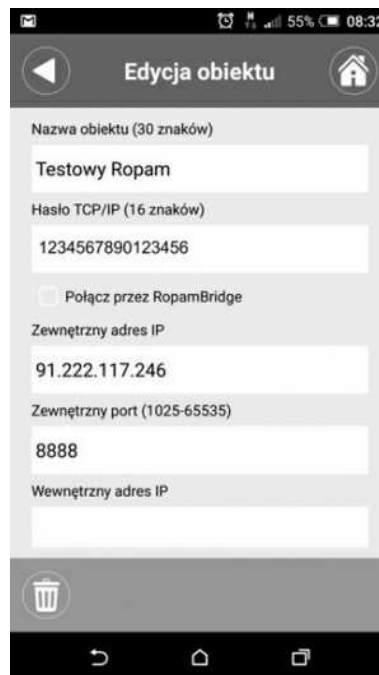 55% 08:32
Edycja obiektu
Nazwa obiektu (30 znaków)
Testowy Ropam
Hasło TCP/IP (16 znaków)
1234567890123456
Połącz przez RopamBridge
Zewnętrzny adres IP
91.222.117.246
Zewnętrzny port (1025-65535)
8888
Wewnętrzny adres IP